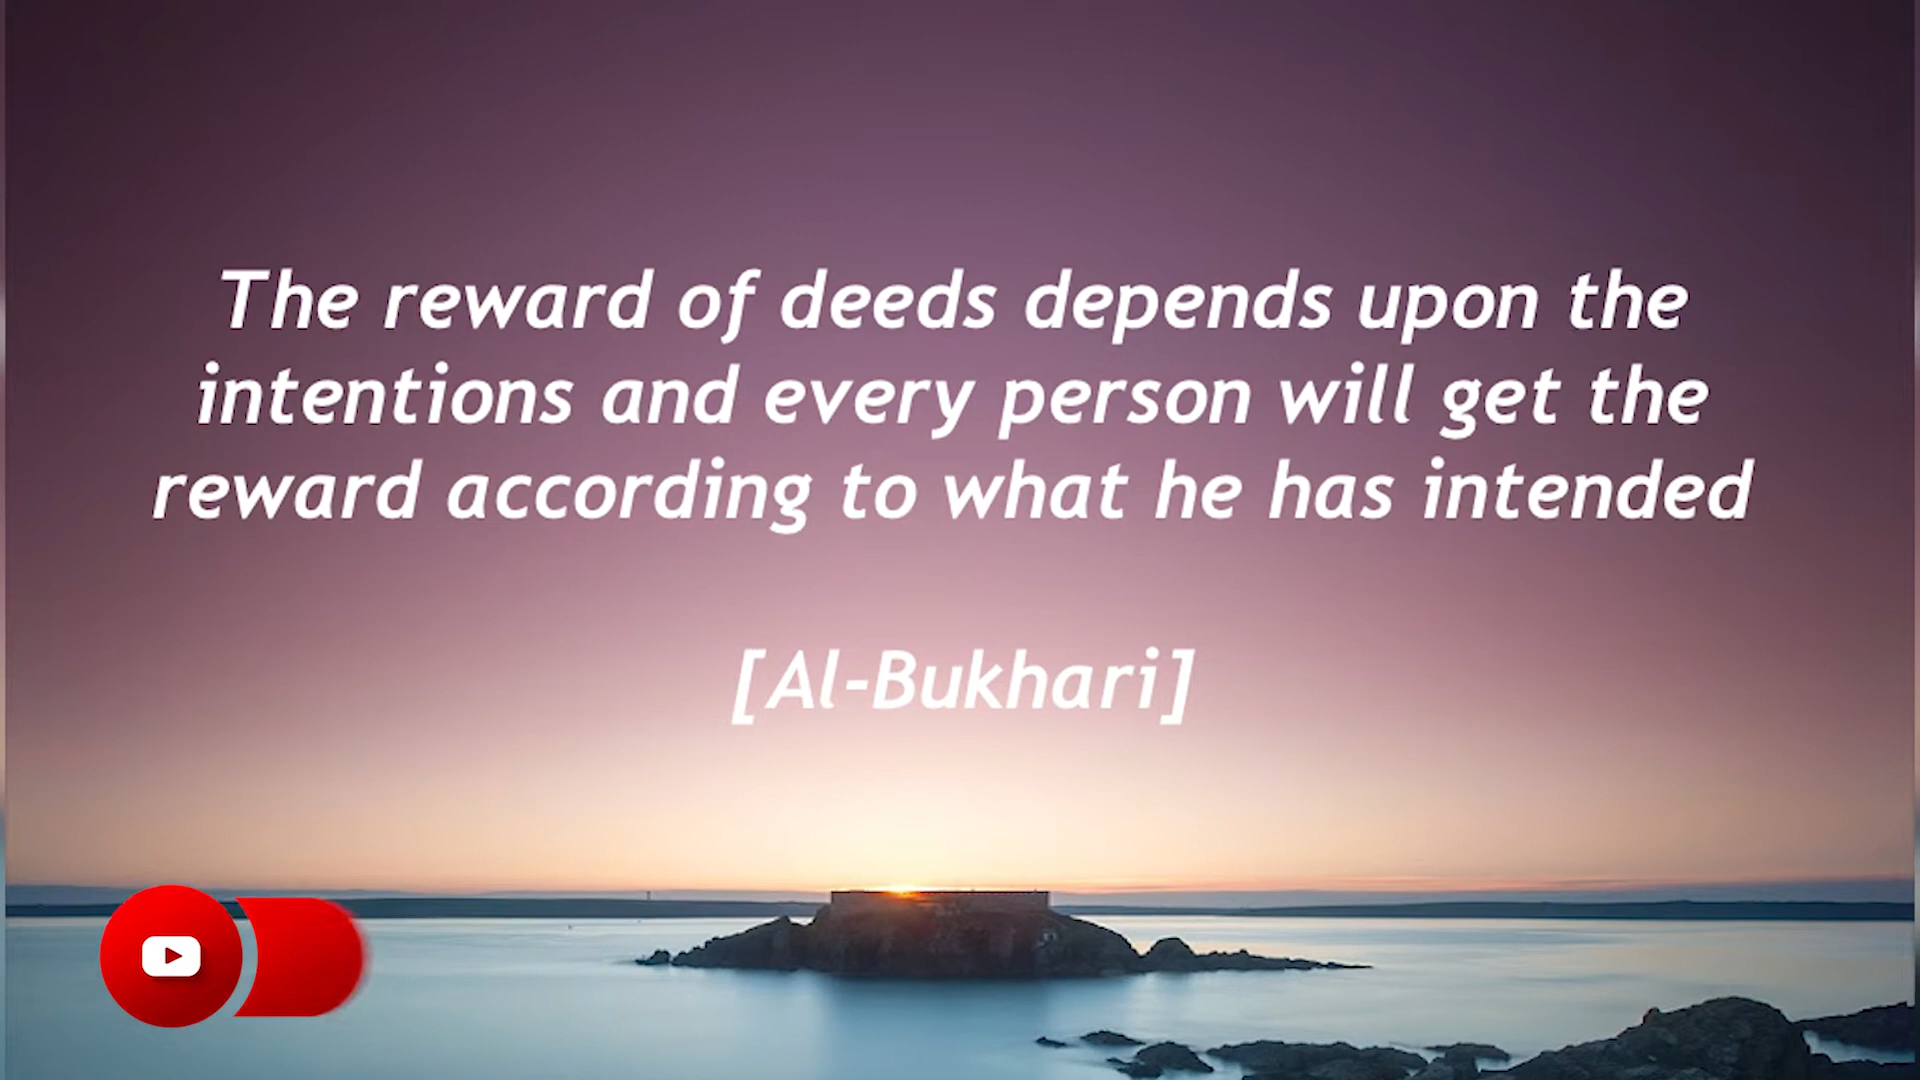 The reward of deeds depends upon the
intentions and every person will get the
reward according to what he has intended
[Al-Bukhari]